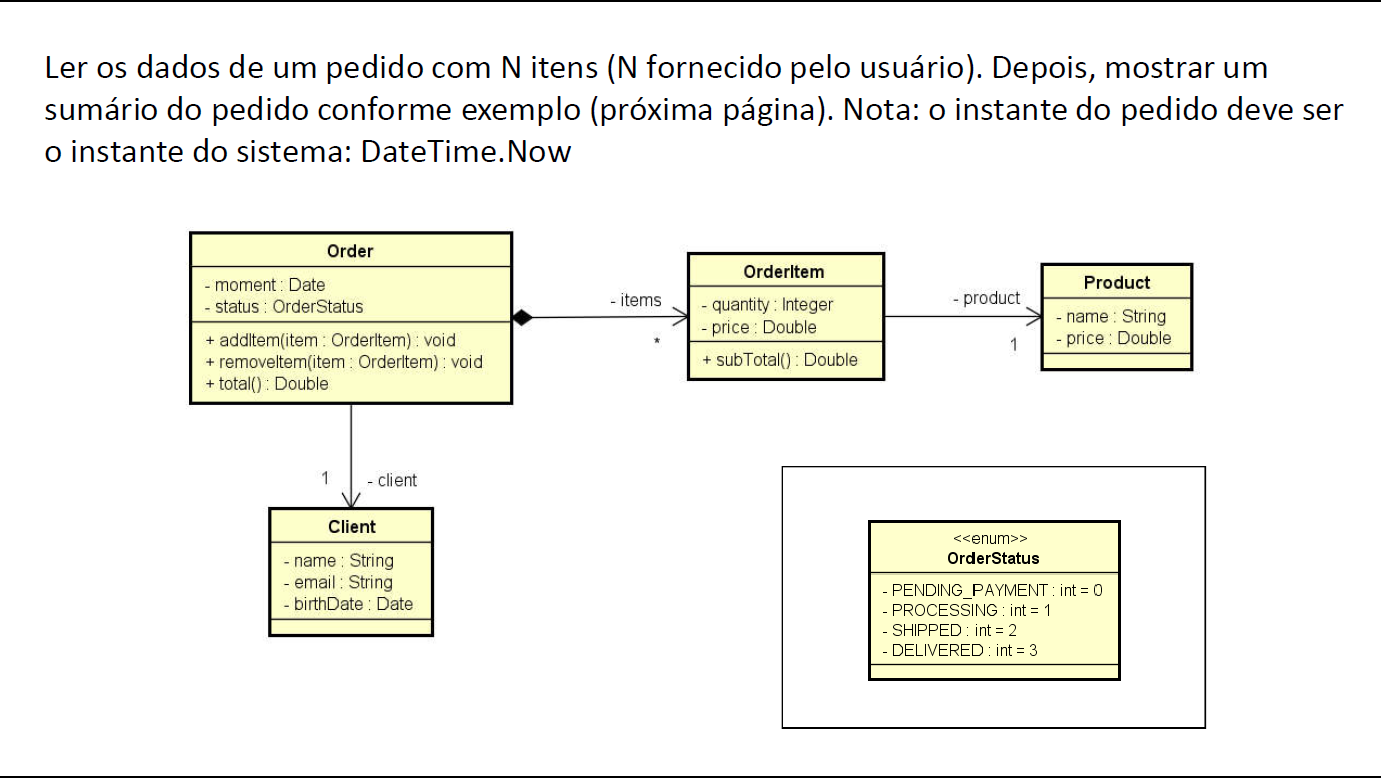 Ler os dados de um pedido com N itens (N fornecido pelo usuário). Depois, mostrar um
sumário do pedido conforme exemplo (próxima página). Nota: o instante do pedido deve ser
o instante do sistema: DateTime.Now
Order
- moment : Date
- status : OrderStatus
+ addItem(item : OrderItem) : void
+ removeItem(item : OrderItem) : void
+ total() : Double
- items
*
OrderItem
- quantity : Integer
- price : Double
+ subTotal() : Double
- product
1
Product
- name : String
- price : Double
1
- client
Client
- name : String
- email : String
- birthDate : Date
<<enum>>
OrderStatus
- PENDING_PAYMENT : int = 0
- PROCESSING : int = 1
- SHIPPED : int = 2
- DELIVERED : int = 3